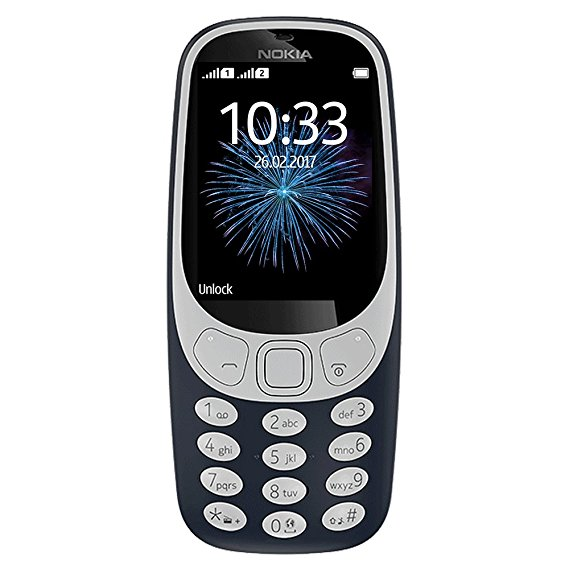 NOKIA
1 2
10:33
26.02.2017
Unlock
1 2 abc def 3
4 ghi 5 jkl mno 6
7 pqrs 8 tuv wxyz 9
* + 0 #